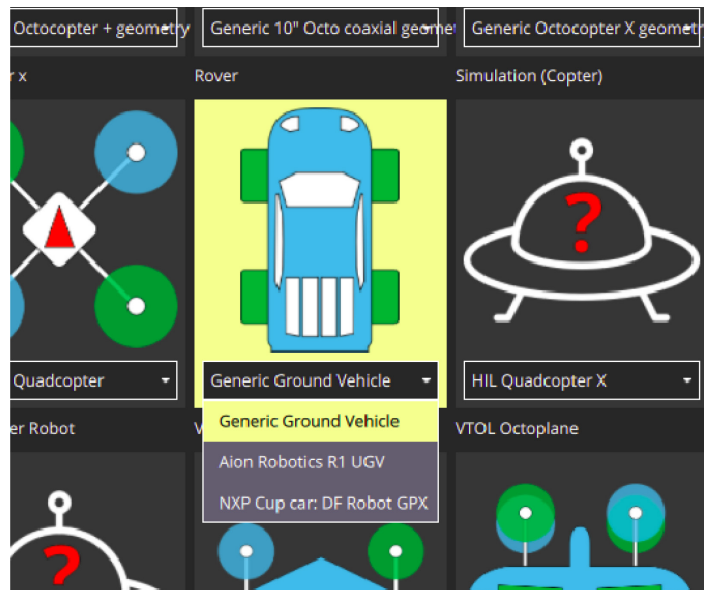 Octocopter + geometry
Generic 10" Octo coaxial geomet
Generic Octocopter X geometr
r x
Rover
Simulation (Copter)
?
Quadcopter
Generic Ground Vehicle
HIL Quadcopter X
Generic Ground Vehicle
er Robot
V
VTOL Octoplane
Aion Robotics R1 UGV
NXP Cup car: DF Robot GPX
?